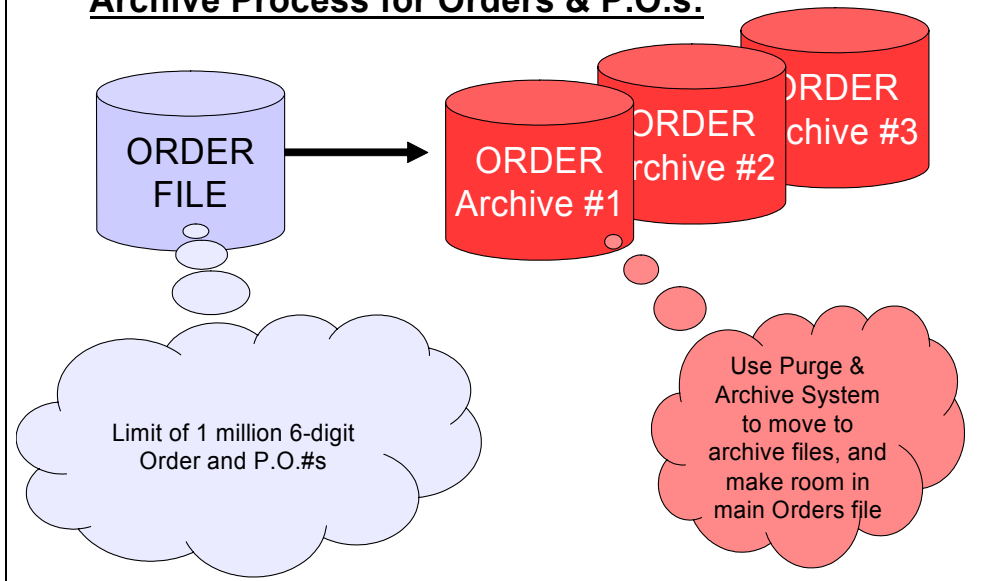 Archive Process for Orders & P.O.s:
ORDER
FILE
ORDER
Archive #1
ORDER
rchive #2
ORDER
chive #3
Limit of 1 million 6-digit
Order and P.O.#s
Use Purge &
Archive System
to move to
archive files, and
make room in
main Orders file